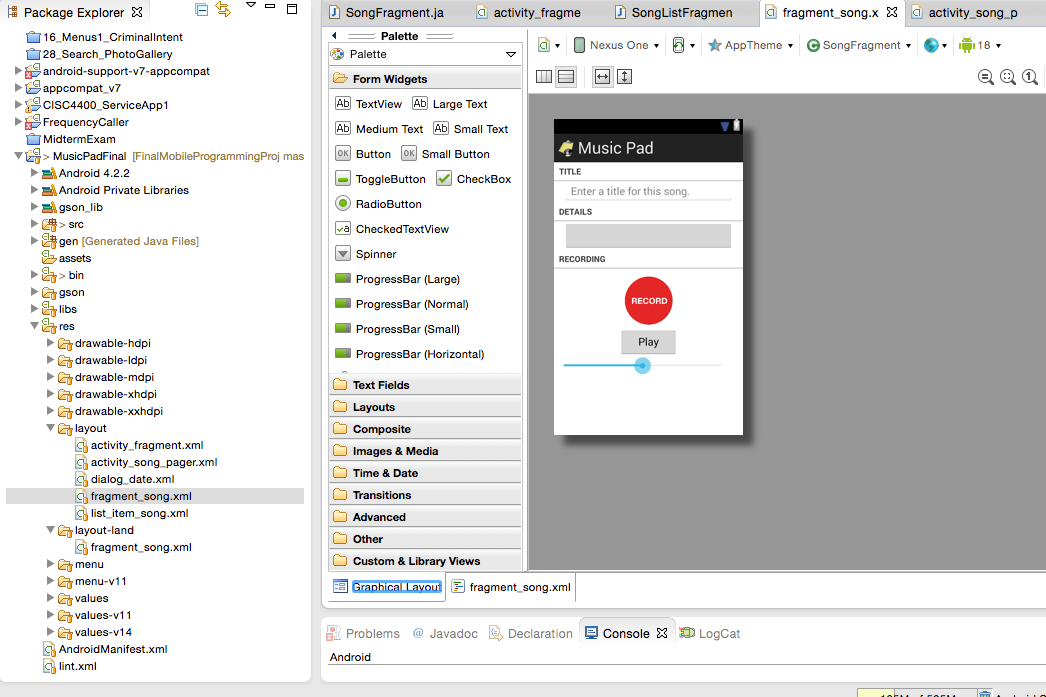 Package Explorer
16_Menus1_CriminalIntent
28_Search_PhotoGallery
android-support-v7-appcompat
appcompat_v7
CISC4400_ServiceApp1
FrequencyCaller
MidtermExam
> MusicPadFinal [FinalMobileProgrammingProj mas
Android 4.2.2
Android Private Libraries
gson_lib
> src
gen [Generated Java Files]
assets
> bin
gson
libs
res
drawable-hdpi
drawable-ldpi
drawable-mdpi
drawable-xhdpi
drawable-xxhdpi
layout
activity_fragment.xml
activity_song_pager.xml
dialog_date.xml
fragment_song.xml
list_item_song.xml
layout-land
fragment_song.xml
menu
menu-v11
values
values-v11
values-v14
AndroidManifest.xml
lint.xml
SongFragment.ja
activity_fragme
SongListFragmen
fragment_song.x
activity_song_p
Palette
Palette
Form Widgets
Ab TextView Ab Large Text
Ab Medium Text Ab Small Text
OK Button OK Small Button
ToggleButton CheckBox
RadioButton
CheckedTextView
Spinner
ProgressBar (Large)
ProgressBar (Normal)
ProgressBar (Small)
ProgressBar (Horizontal)
Text Fields
Layouts
Composite
Images & Media
Time & Date
Transitions
Advanced
Other
Custom & Library Views
Nexus One AppTheme SongFragment 18
Music Pad
TITLE
Enter a title for this song.
DETAILS
RECORDING
RECORD
Play
Graphical Layout
fragment_song.xml
Problems @ Javadoc Declaration Console LogCat
Android